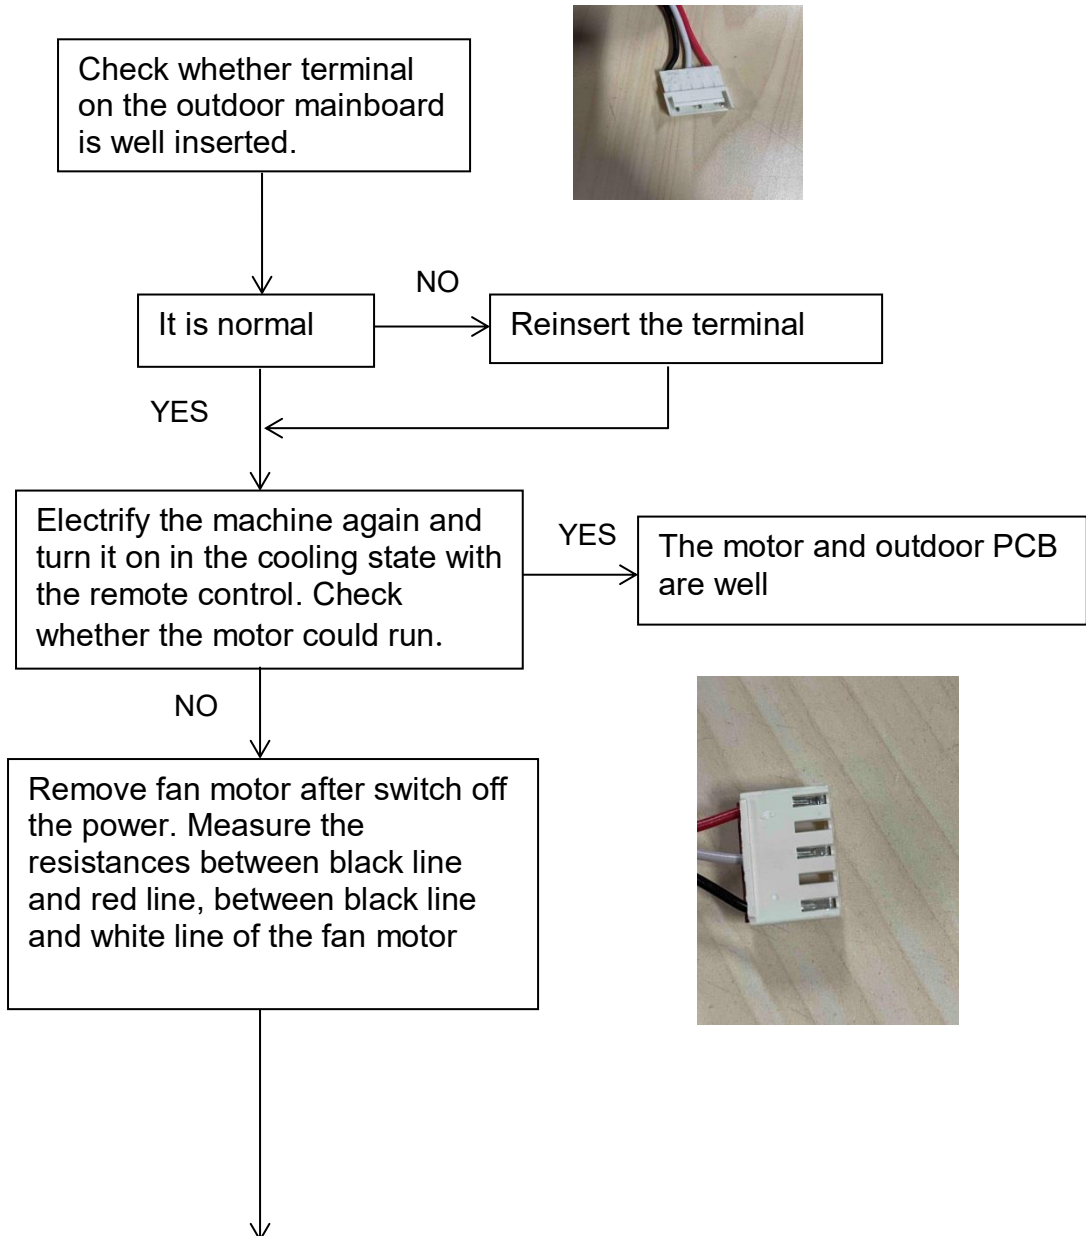 Check whether terminal
on the outdoor mainboard
is well inserted.
NO
It is normal
Reinsert the terminal
YES
Electrify the machine again and
turn it on in the cooling state with
the remote control. Check
whether the motor could run.
YES
The motor and outdoor PCB
are well
NO
Remove fan motor after switch off
the power. Measure the
resistances between black line
and red line, between black line
and white line of the fan motor